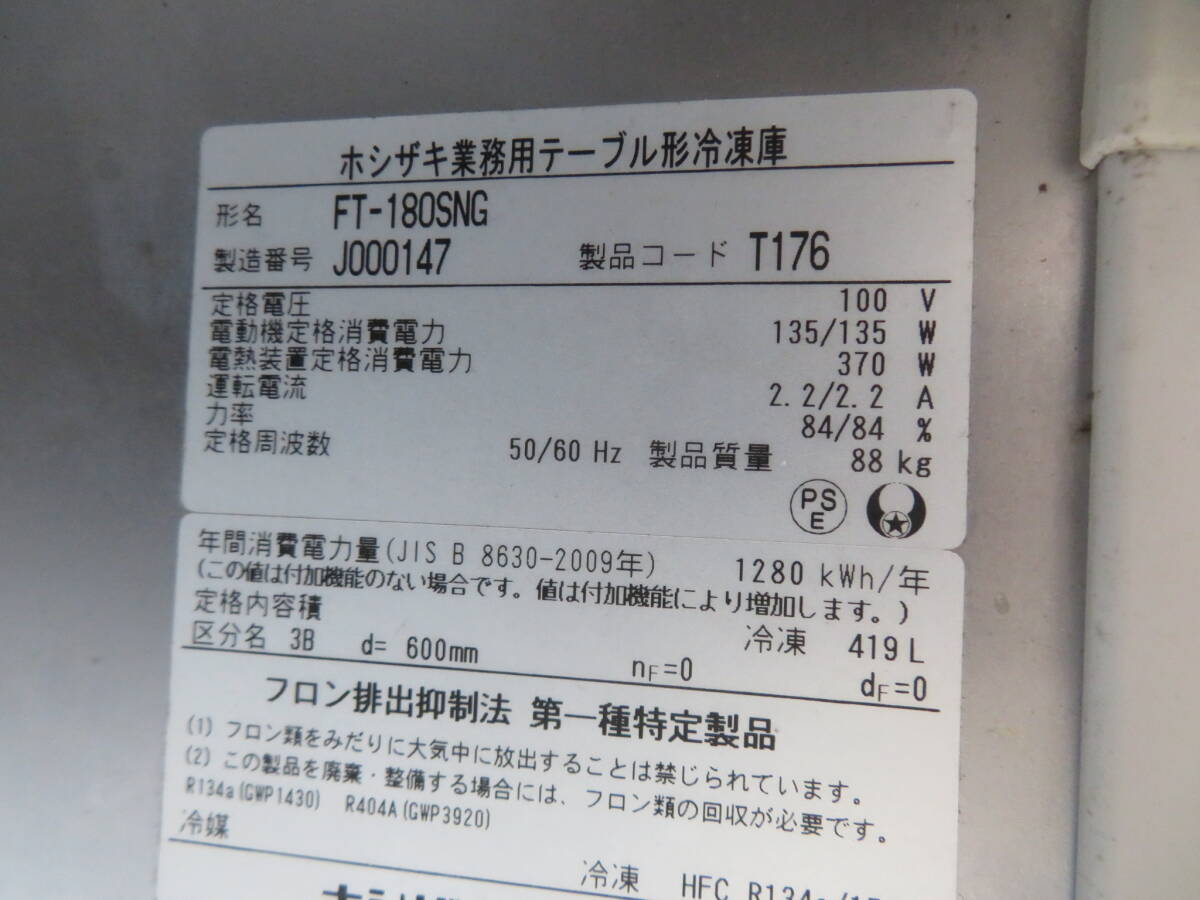 ホシザキ業務用テーブル形冷凍庫
形名 FT-180SNG
製造番号 J000147 製品コード T176
定格電圧 100 V
電動機定格消費電力 135/135 W
電熱装置定格消費電力 370 W
運転電流 2.2/2.2 A
力率 84/84 %
定格周波数 50/60 Hz 製品質量 88 kg
PS E
年間消費電力量(JIS B 8630-2009年) 1280 kWh/年
(この値は付加機能のない場合です。値は付加機能により増加します。)
定格内容積 冷凍 419 L
区分名 3B d= 600mm nF=0 dF=0
フロン排出抑制法 第一種特定製品
(1) フロン類をみだりに大気中に放出することは禁じられています。
(2) この製品を廃棄・整備する場合には、フロン類の回収が必要です。
R134a(GWP1430) R404A(GWP3920)
冷媒
冷凍 HFC